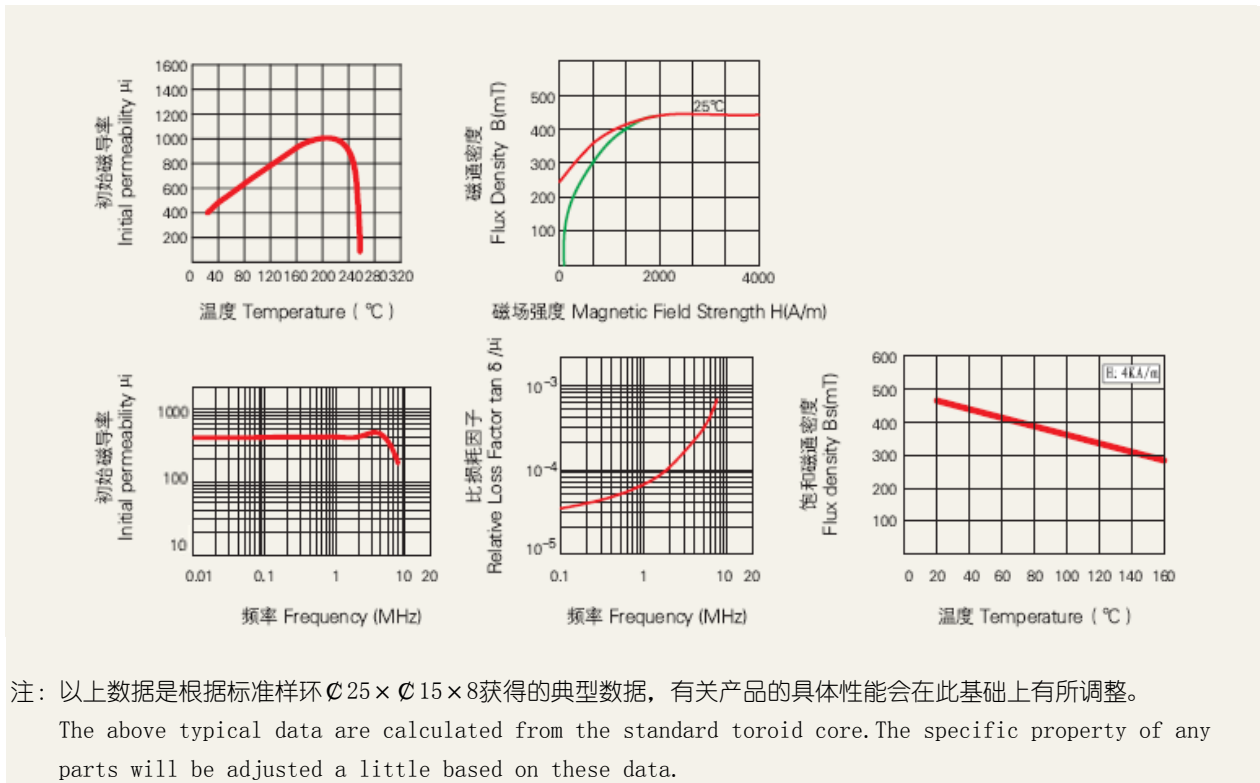 初始磁导率
Initial permeability μi
1600
1400
1200
1000
800
600
400
200
0 40 80 120 160 200 240 280 320
温度 Temperature ( ℃ )
磁通密度
Flux Density B(mT)
500
400
300
200
100
25℃
0 2000 4000
磁场强度 Magnetic Field Strength H(A/m)
初始磁导率
Initial permeability μi
1000
100
10
0.01 0.1 1 10 20
频率 Frequency (MHz)
比损耗因子
Relative Loss Factor tan δ /μi
10⁻³
10⁻⁴
10⁻⁵
0.1 1 10 20
频率 Frequency (MHz)
饱和磁通密度
Flux density Bs(mT)
600
500
400
300
200
100
H: 4KA/m
0 20 40 60 80 100 120 140 160
温度 Temperature ( ℃ )
注: 以上数据是根据标准样环₡25×₡15×8获得的典型数据，有关产品的具体性能会在此基础上有所调整。
The above typical data are calculated from the standard toroid core.The specific property of any
parts will be adjusted a little based on these data.